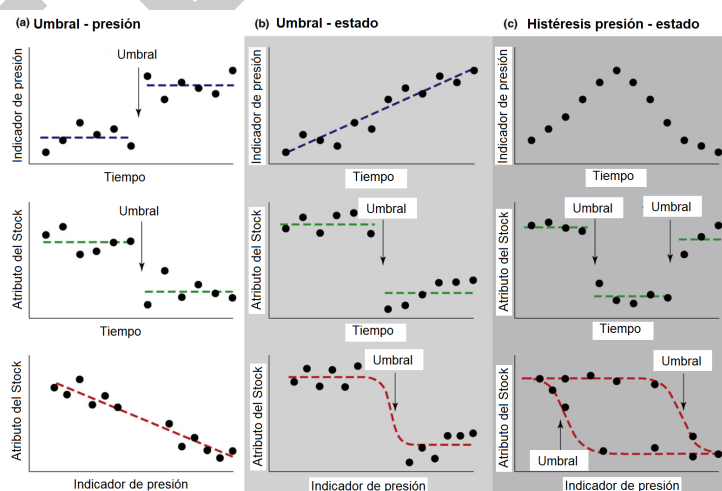 (a) Umbral - presión
Indicador de presión
Umbral
Tiempo
Atributo del Stock
Umbral
Tiempo
Atributo del Stock
Indicador de presión
(b) Umbral - estado
Indicador de presión
Tiempo
Atributo del Stock
Umbral
Tiempo
Atributo del Stock
Umbral
Indicador de presión
(c) Histéresis presión - estado
Indicador de presión
Tiempo
Atributo del Stock
Umbral
Umbral
Tiempo
Atributo del Stock
Umbral
Umbral
Indicador de presión